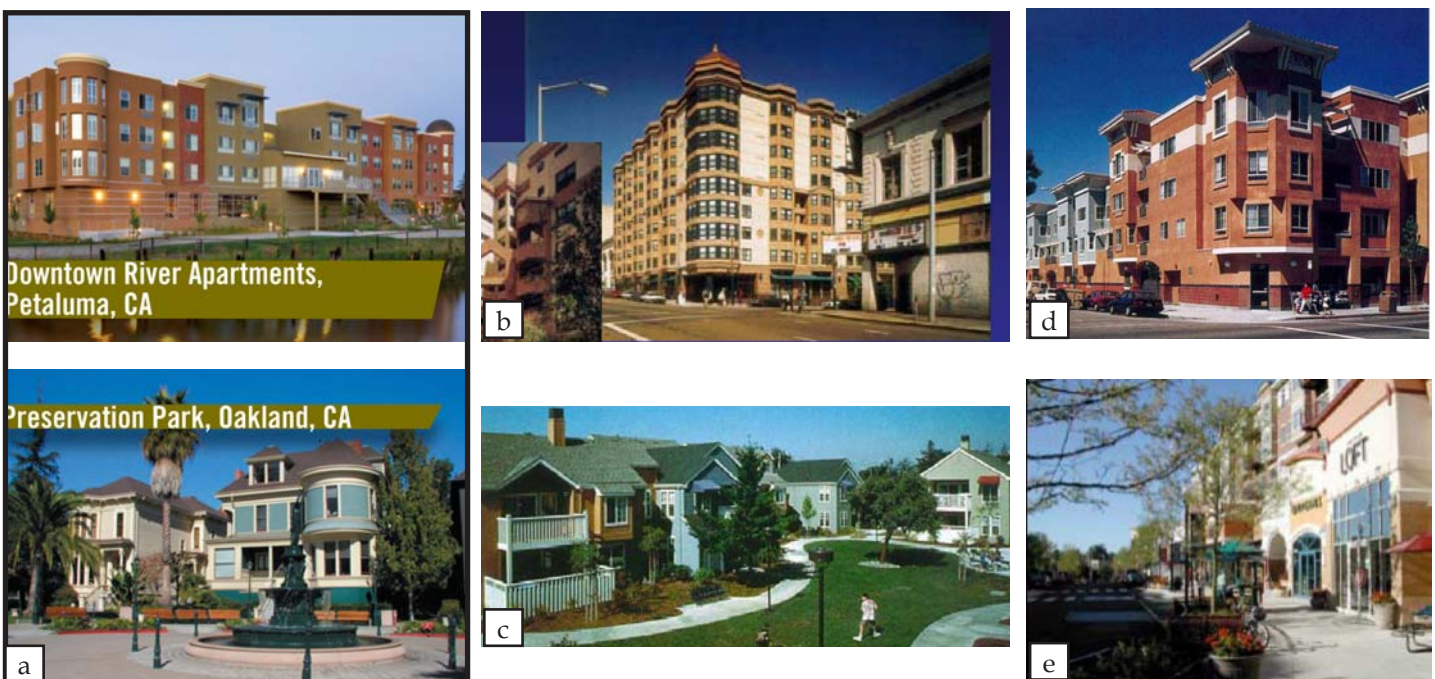 Downtown River Apartments,
Petaluma, CA
b
d
Preservation Park, Oakland, CA
LOFT
a
c
e